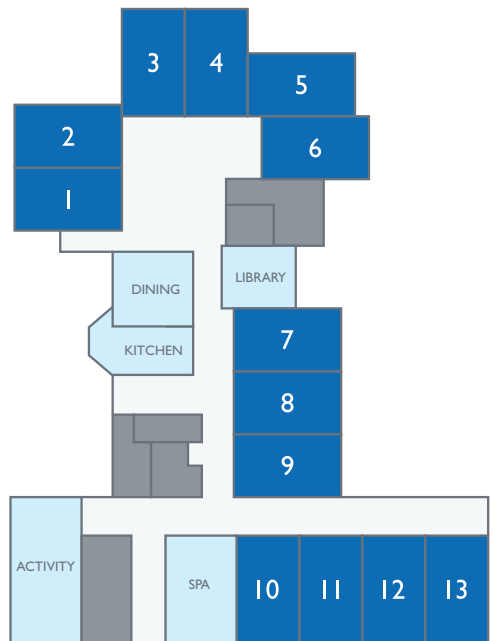 3
4
5
2
6
1
LIBRARY
DINING
7
KITCHEN
8
9
ACTIVITY
SPA
10
11
12
13